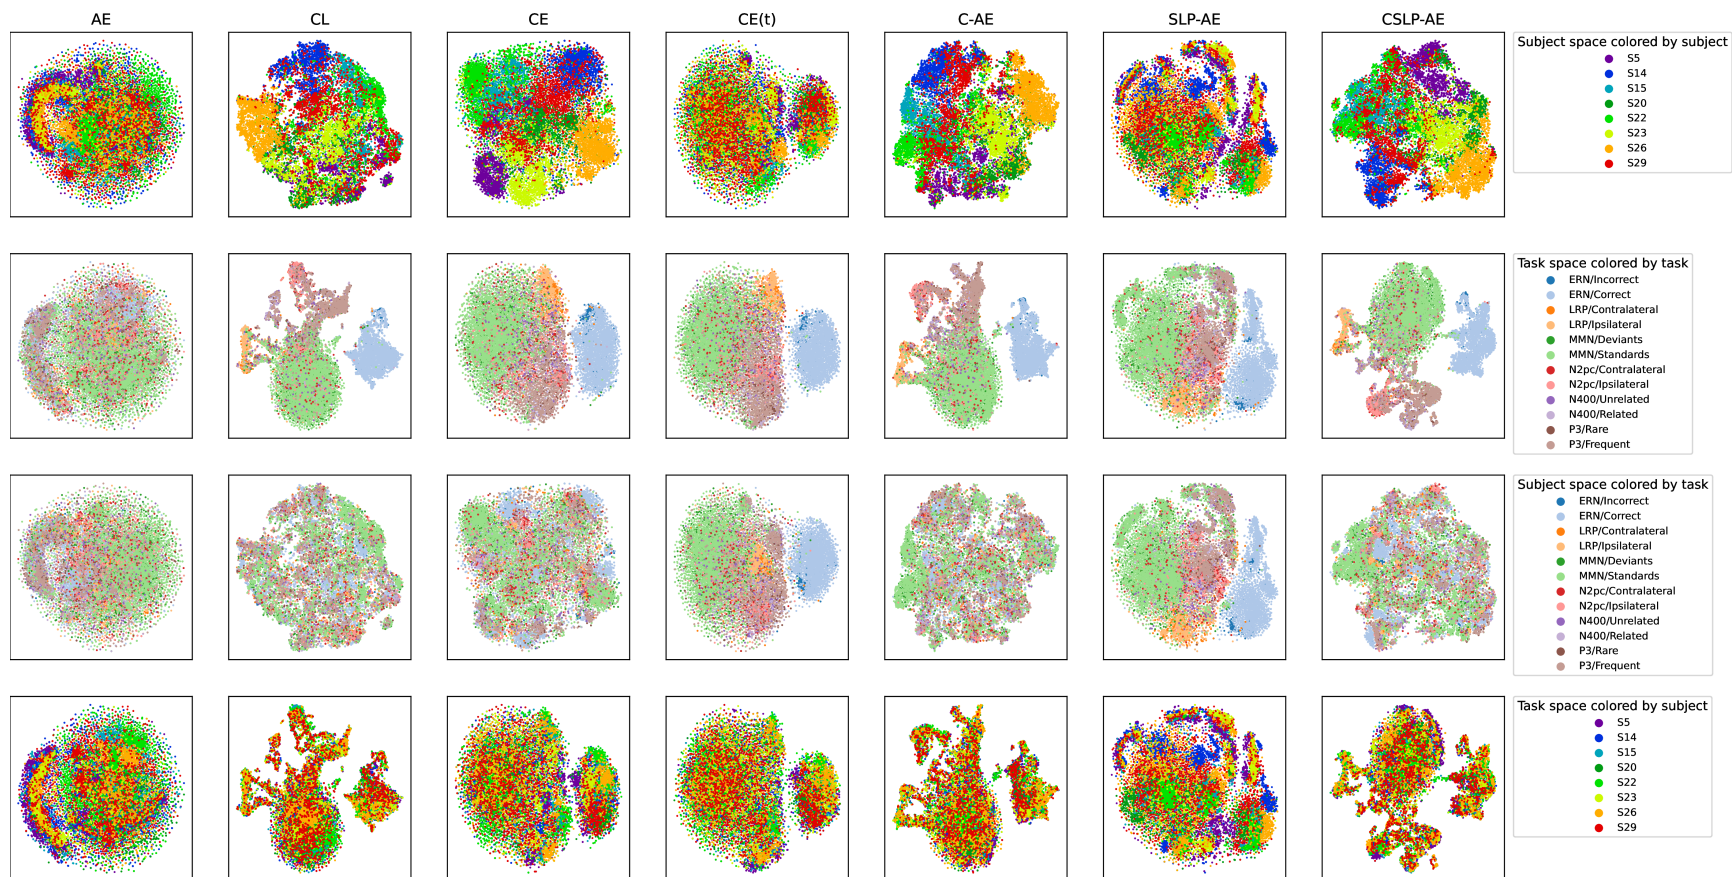 AE
CL
CE
CE(t)
C-AE
SLP-AE
CSLP-AE
Subject space colored by subject
S5
S14
S15
S20
S22
S23
S26
S29
Task space colored by task
ERN/Incorrect
ERN/Correct
LRP/Contralateral
LRP/Ipsilateral
MMN/Deviants
MMN/Standards
N2pc/Contralateral
N2pc/Ipsilateral
N400/Unrelated
N400/Related
P3/Rare
P3/Frequent
Subject space colored by task
ERN/Incorrect
ERN/Correct
LRP/Contralateral
LRP/Ipsilateral
MMN/Deviants
MMN/Standards
N2pc/Contralateral
N2pc/Ipsilateral
N400/Unrelated
N400/Related
P3/Rare
P3/Frequent
Task space colored by subject
S5
S14
S15
S20
S22
S23
S26
S29